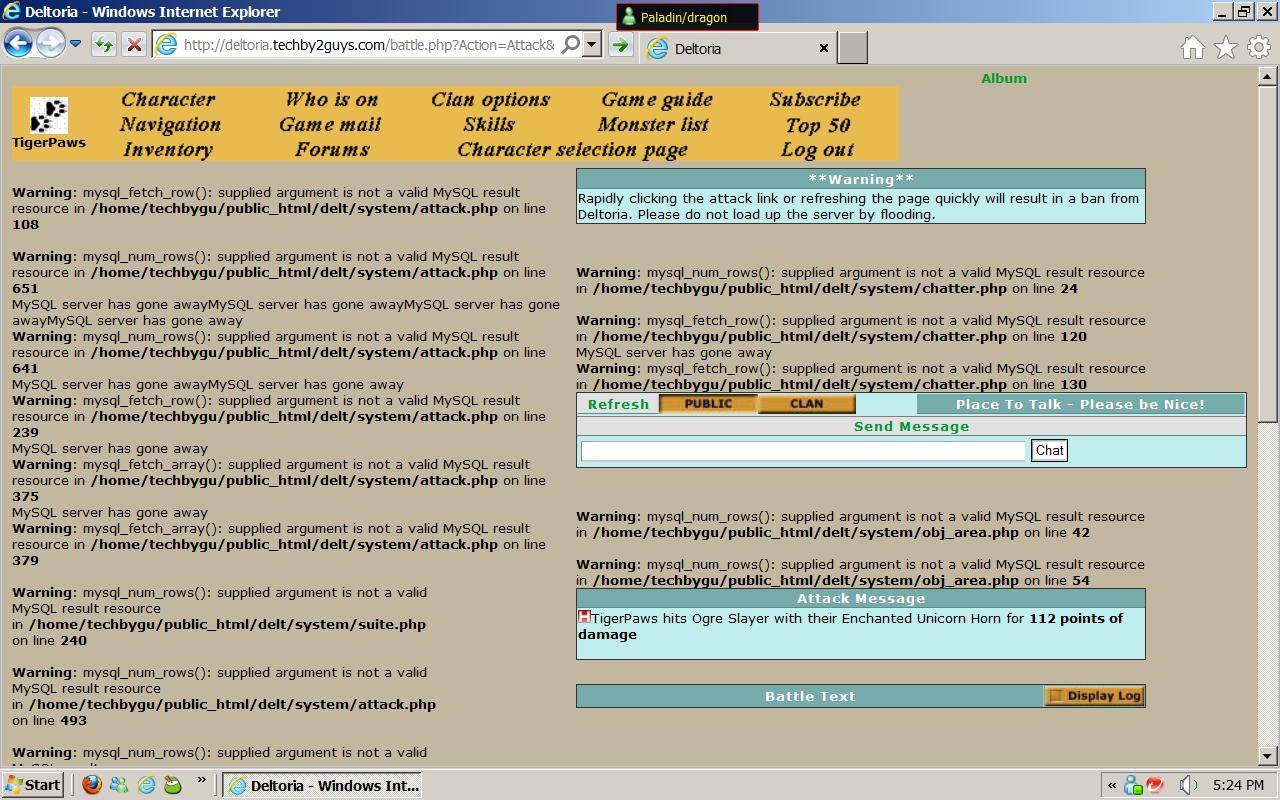 Deltoria - Windows Internet Explorer
Paladin/dragon
http://deltoria.techby2guys.com/battle.php?Action=Attack&
Deltoria
Album
TigerPaws
Character Who is on Clan options Game guide Subscribe
Navigation Game mail Skills Monster list Top 50
Inventory Forums Character selection page Log out
Warning: mysql_fetch_row(): supplied argument is not a valid MySQL result
resource in /home/techbygu/public_html/delt/system/attack.php on line
108
Warning: mysql_num_rows(): supplied argument is not a valid MySQL result
resource in /home/techbygu/public_html/delt/system/attack.php on line
651
MySQL server has gone awayMySQL server has gone awayMySQL server has gone
awayMySQL server has gone away
Warning: mysql_num_rows(): supplied argument is not a valid MySQL result
resource in /home/techbygu/public_html/delt/system/attack.php on line
641
MySQL server has gone awayMySQL server has gone away
Warning: mysql_fetch_row(): supplied argument is not a valid MySQL result
resource in /home/techbygu/public_html/delt/system/attack.php on line
239
MySQL server has gone away
Warning: mysql_fetch_array(): supplied argument is not a valid MySQL result
resource in /home/techbygu/public_html/delt/system/attack.php on line
375
MySQL server has gone away
Warning: mysql_fetch_array(): supplied argument is not a valid MySQL result
resource in /home/techbygu/public_html/delt/system/attack.php on line
379
Warning: mysql_num_rows(): supplied argument is not a valid
MySQL result resource
in /home/techbygu/public_html/delt/system/suite.php
on line 240
Warning: mysql_num_rows(): supplied argument is not a valid
MySQL result resource
in /home/techbygu/public_html/delt/system/attack.php
on line 493
Warning: mysql_num_rows(): supplied argument is not a valid
**Warning**
Rapidly clicking the attack link or refreshing the page quickly will result in a ban from
Deltoria. Please do not load up the server by flooding.
Warning: mysql_num_rows(): supplied argument is not a valid MySQL result resource
in /home/techbygu/public_html/delt/system/chatter.php on line 24
Warning: mysql_fetch_row(): supplied argument is not a valid MySQL result resource
in /home/techbygu/public_html/delt/system/chatter.php on line 120
MySQL server has gone away
Warning: mysql_fetch_row(): supplied argument is not a valid MySQL result resource
in /home/techbygu/public_html/delt/system/chatter.php on line 130
Refresh PUBLIC CLAN Place To Talk - Please be Nice!
Send Message
Chat
Warning: mysql_num_rows(): supplied argument is not a valid MySQL result resource
in /home/techbygu/public_html/delt/system/obj_area.php on line 42
Warning: mysql_num_rows(): supplied argument is not a valid MySQL result resource
in /home/techbygu/public_html/delt/system/obj_area.php on line 54
Attack Message
H TigerPaws hits Ogre Slayer with their Enchanted Unicorn Horn for 112 points of
damage
Battle Text Display Log
Start » Deltoria - Windows Int... « 5:24 PM